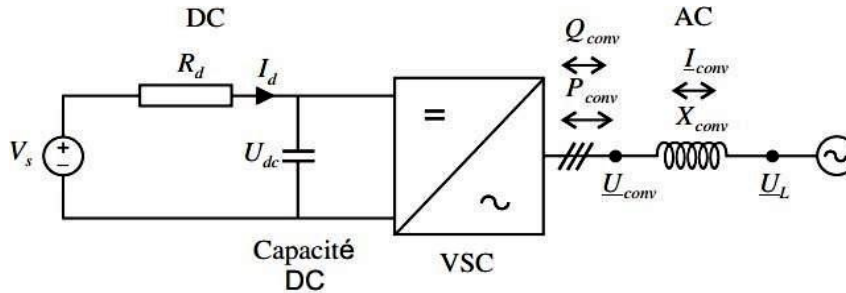 DC
AC
R_d
I_d
Q_conv
P_conv
I_conv
X_conv
V_s
+
−
U_dc
=
~
U_conv
U_L
~
Capacité
DC
VSC